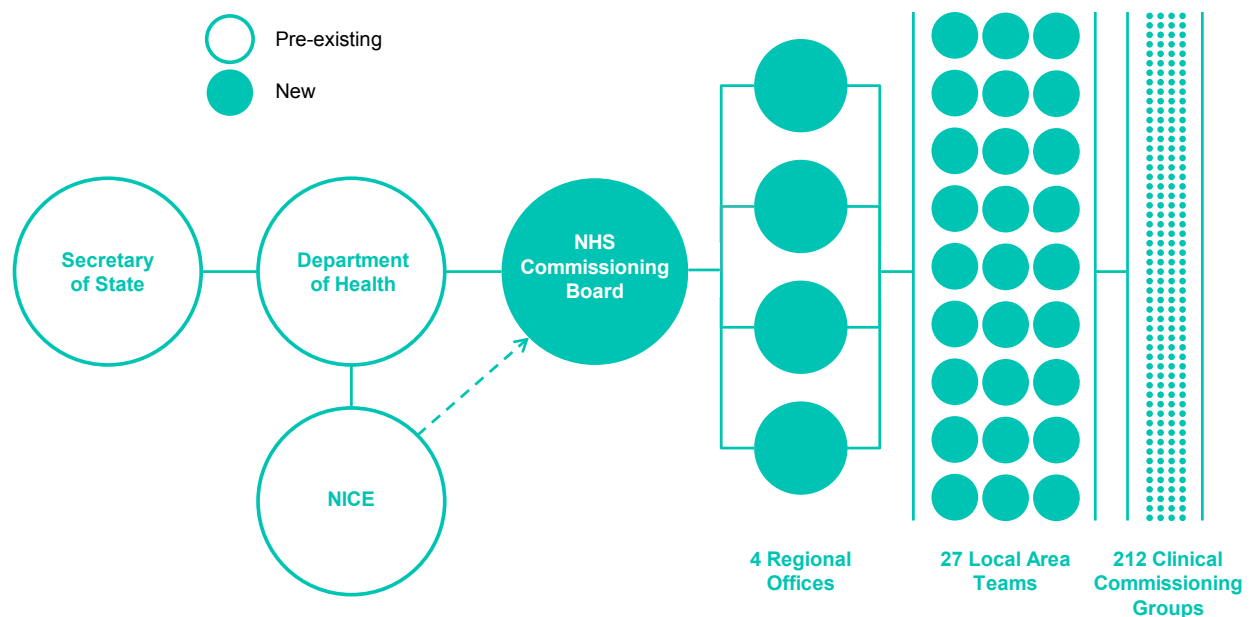 Pre-existing
New
Secretary
of State
Department
of Health
NHS
Commissioning
Board
NICE
4 Regional
Offices
27 Local Area
Teams
212 Clinical
Commissioning
Groups